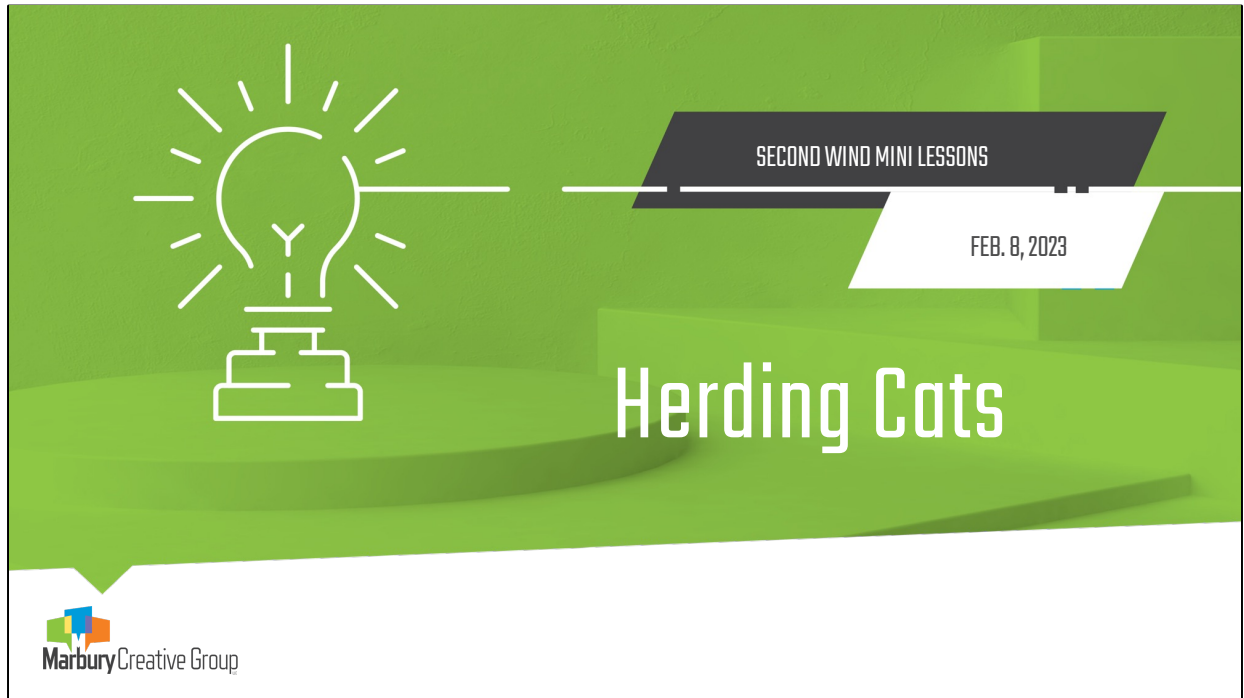 SECOND WIND MINI LESSONS
FEB. 8, 2023
Herding Cats
Marbury Creative Group